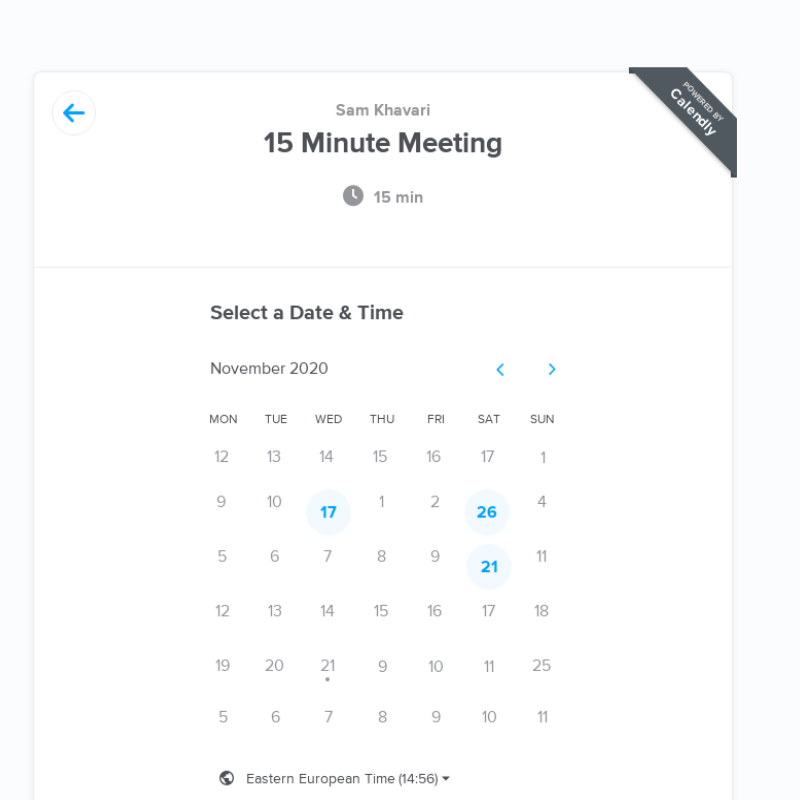 POWERED BY
Calendly
Sam Khavari
15 Minute Meeting
15 min
Select a Date & Time
November 2020
MON TUE WED THU FRI SAT SUN
12 13 14 15 16 17 1
9 10 17 1 2 26 4
5 6 7 8 9 21 11
12 13 14 15 16 17 18
19 20 21 9 10 11 25
5 6 7 8 9 10 11
Eastern European Time (14:56)